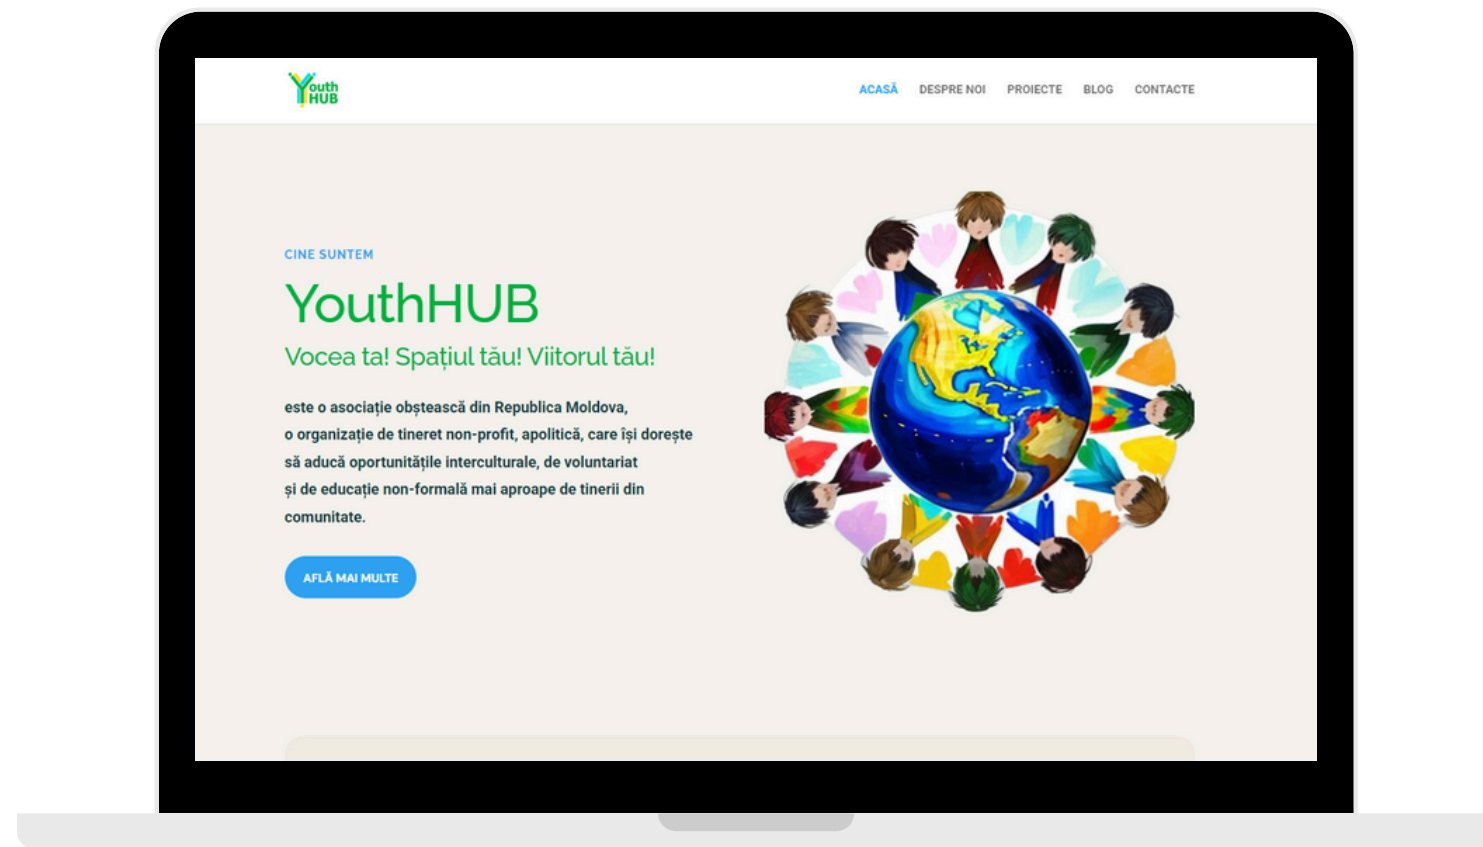 Youth
HUB
ACASĂ DESPRE NOI PROIECTE BLOG CONTACTE
CINE SUNTEM
YouthHUB
Vocea ta! Spațiul tău! Viitorul tău!
este o asociație obștească din Republica Moldova,
o organizație de tineret non-profit, apolitică, care își dorește
să aducă oportunitățile interculturale, de voluntariat
și de educație non-formală mai aproape de tinerii din
comunitate.
AFLĂ MAI MULTE